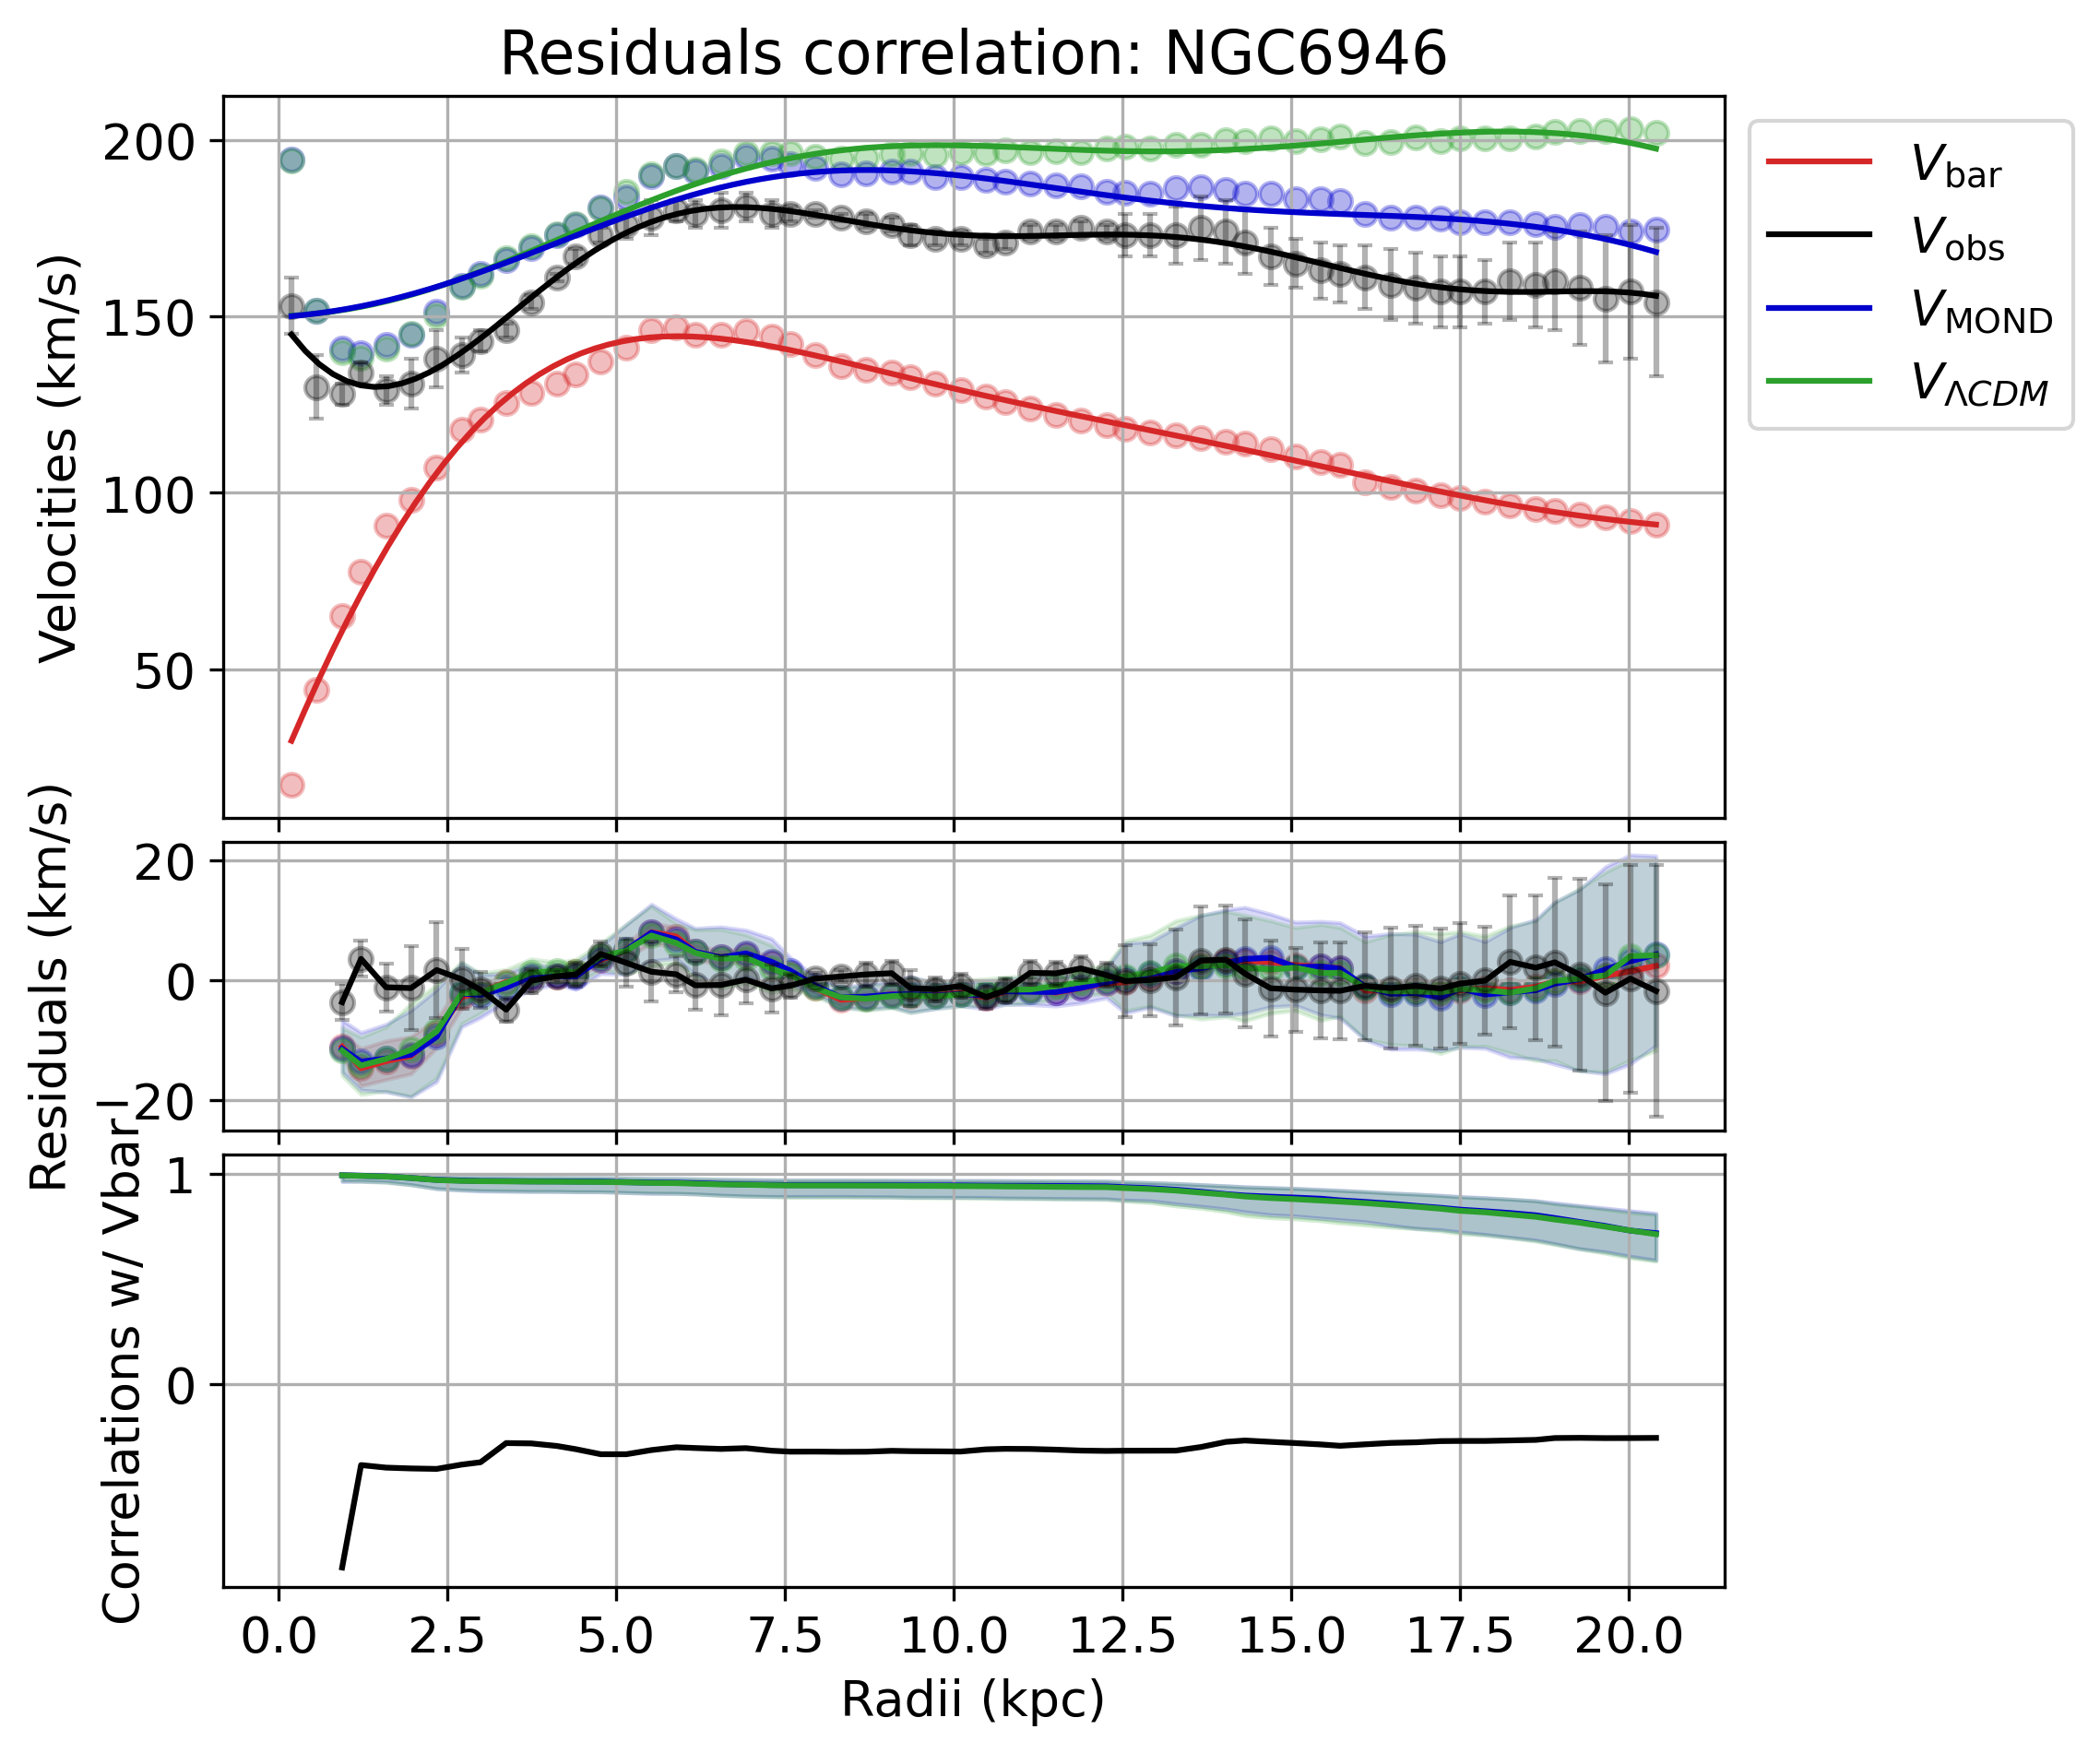 Residuals correlation: NGC6946
Velocities (km/s)
200
150
100
50
V_bar
V_obs
V_MOND
V_ΛCDM
Residuals (km/s)
20
0
20
Correlations w/ Vbar
1
0
0.0 2.5 5.0 7.5 10.0 12.5 15.0 17.5 20.0
Radii (kpc)